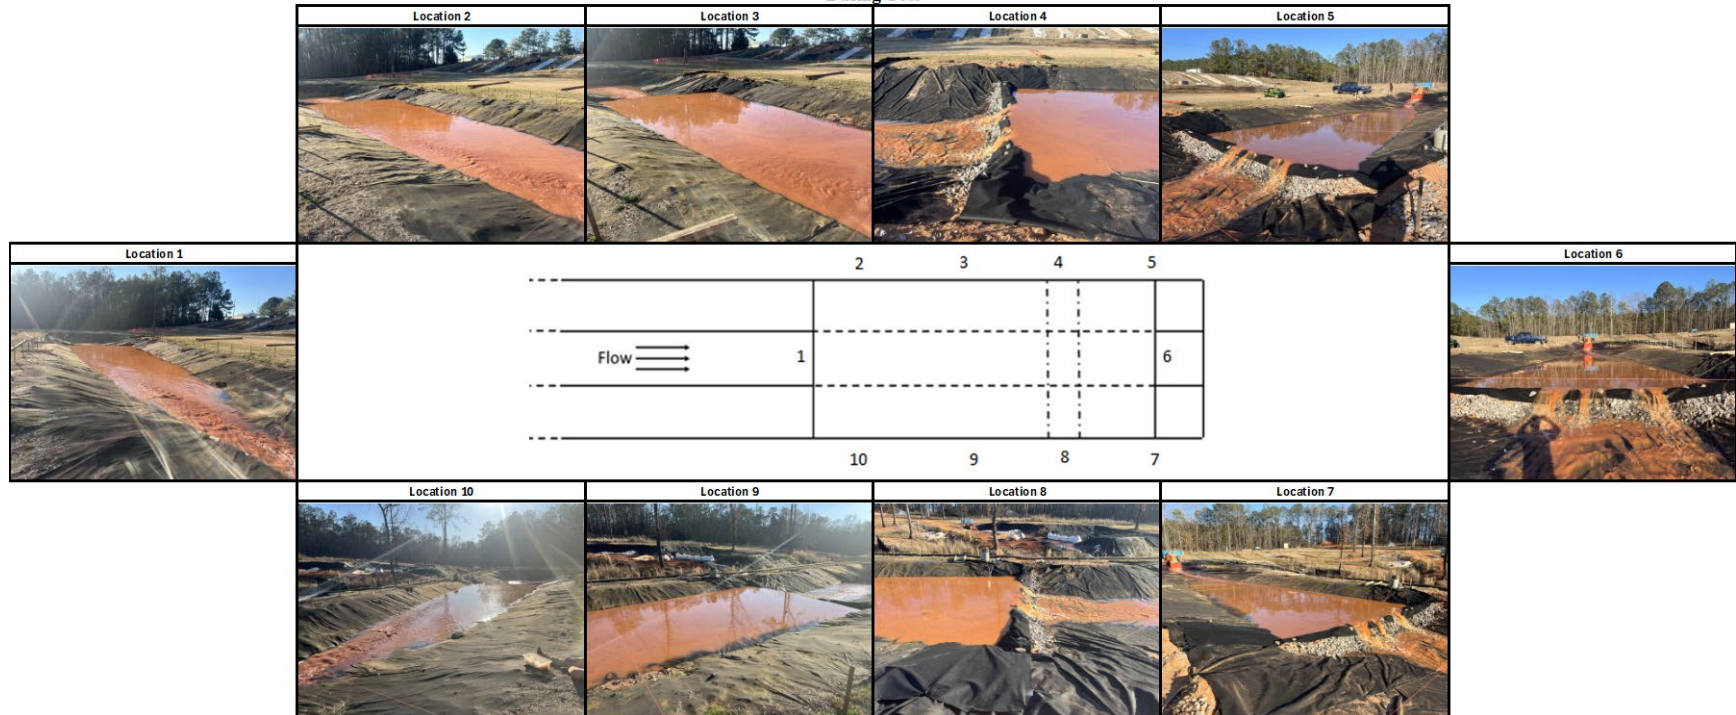 Location 2
Location 3
Location 4
Location 5
Location 1
Location 6
2
3
4
5
Flow
1
6
10
9
8
7
Location 10
Location 9
Location 8
Location 7